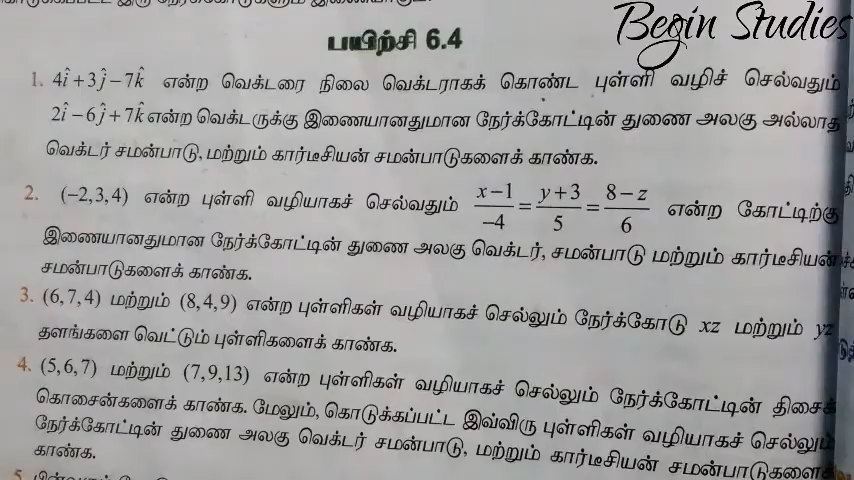 Begin Studies
பயிற்சி 6.4
1. 4î + 3ĵ − 7k̂ என்ற வெக்டரை நிலை வெக்டராகக் கொண்ட புள்ளி வழிச் செல்வதும்
2î − 6ĵ + 7k̂ என்ற வெக்டருக்கு இணையானதுமான நேர்க்கோட்டின் துணை அலகு அல்லாத
வெக்டர் சமன்பாடு, மற்றும் கார்டீசியன் சமன்பாடுகளைக் காண்க.
2. (−2,3,4) என்ற புள்ளி வழியாகச் செல்வதும் (x−1)/−4 = (y+3)/5 = (8−z)/6 என்ற கோட்டிற்கு
இணையானதுமான நேர்க்கோட்டின் துணை அலகு வெக்டர், சமன்பாடு மற்றும் கார்டீசியன்
சமன்பாடுகளைக் காண்க.
3. (6,7,4) மற்றும் (8,4,9) என்ற புள்ளிகள் வழியாகச் செல்லும் நேர்க்கோடு xz மற்றும் yz
தளங்களை வெட்டும் புள்ளிகளைக் காண்க.
4. (5,6,7) மற்றும் (7,9,13) என்ற புள்ளிகள் வழியாகச் செல்லும் நேர்க்கோட்டின் திசைக்
கொசைன்களைக் காண்க. மேலும், கொடுக்கப்பட்ட இவ்விரு புள்ளிகள் வழியாகச் செல்லும்
நேர்க்கோட்டின் துணை அலகு வெக்டர் சமன்பாடு, மற்றும் கார்டீசியன் சமன்பாடுகளைக்
காண்க.
5.